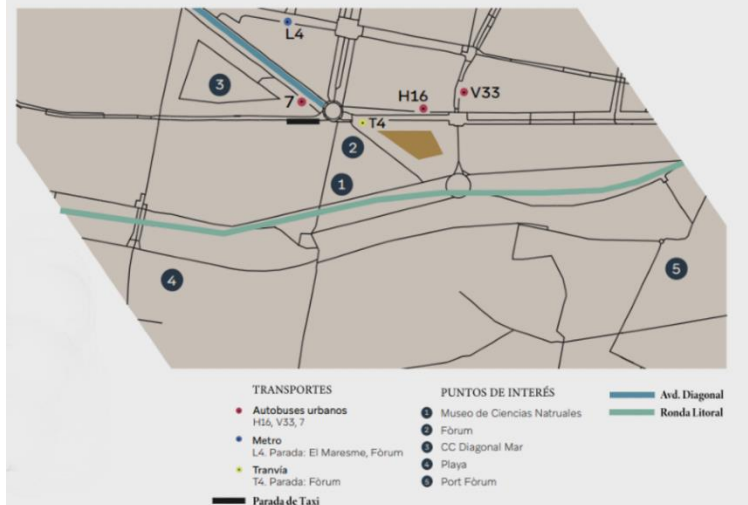 L4
3
7
H16
V33
T4
2
1
4
5
TRANSPORTES
Autobuses urbanos
H16, V33, 7
Metro
L4. Parada: El Maresme, Fòrum
Tranvía
T4. Parada: Fòrum
Parada de Taxi
PUNTOS DE INTERÉS
1 Museo de Ciencias Natruales
2 Fòrum
3 CC Diagonal Mar
4 Playa
5 Port Fòrum
Avd. Diagonal
Ronda Litoral